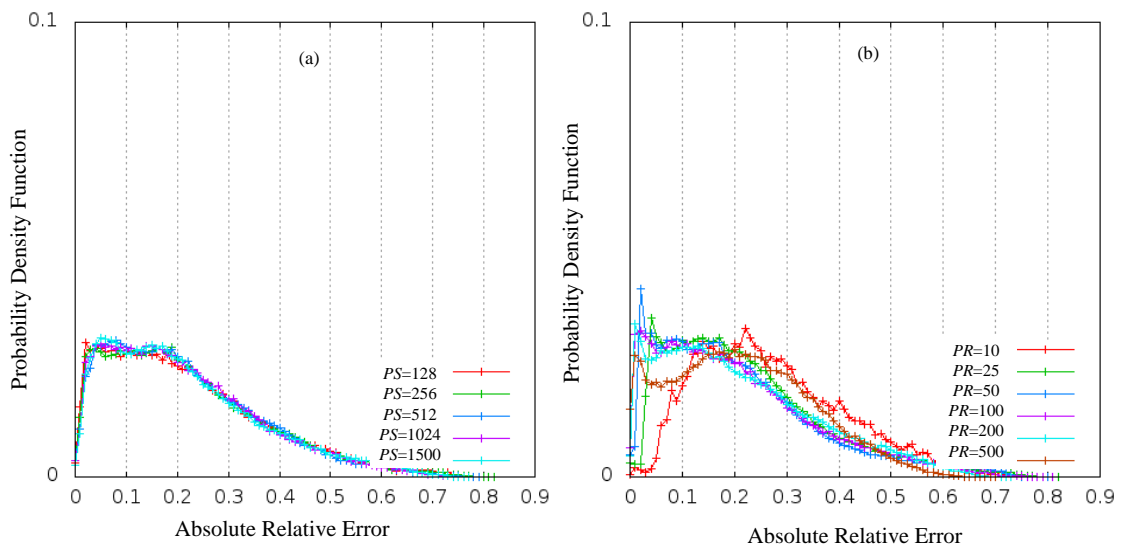 (a)
0.1
0
Probability Density Function
PS=128
PS=256
PS=512
PS=1024
PS=1500
0 0.1 0.2 0.3 0.4 0.5 0.6 0.7 0.8 0.9
Absolute Relative Error
(b)
0.1
0
Probability Density Function
PR=10
PR=25
PR=50
PR=100
PR=200
PR=500
0 0.1 0.2 0.3 0.4 0.5 0.6 0.7 0.8 0.9
Absolute Relative Error